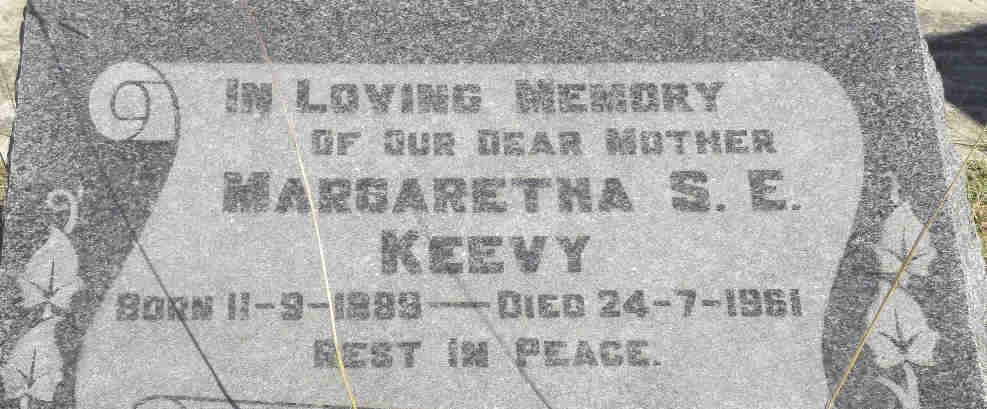 In Loving Memory
Of Our Dear Mother
Margaretha S. E.
Keevy
Born 11-9-1889 — Died 24-7-1961
Rest In Peace.